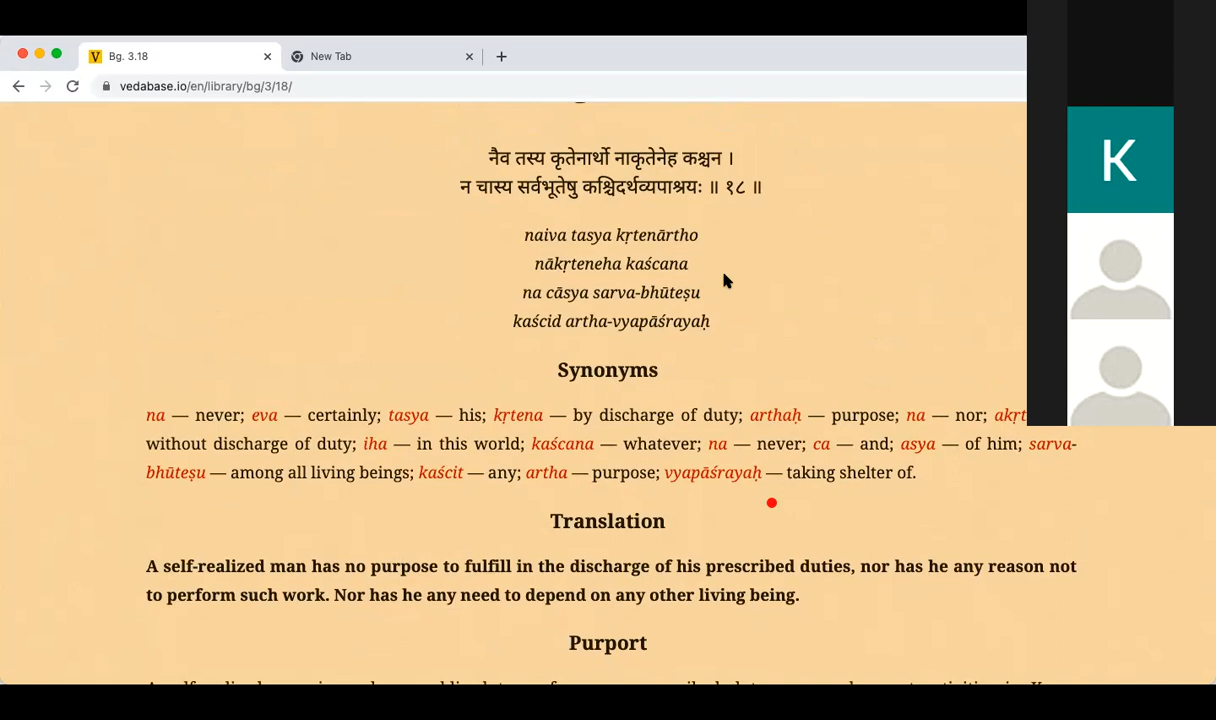 Bg. 3.18
New Tab
vedabase.io/en/library/bg/3/18/
नैव तस्य कृतेनार्थो नाकृतेनेह कश्चन ।
न चास्य सर्वभूतेषु कश्चिदर्थव्यपाश्रयः ॥ १८ ॥
naiva tasya kṛtenārtho
nākṛteneha kaścana
na cāsya sarva-bhūteṣu
kaścid artha-vyapāśrayaḥ
Synonyms
na — never; eva — certainly; tasya — his; kṛtena — by discharge of duty; arthaḥ — purpose; na — nor;
without discharge of duty; iha — in this world; kaścana — whatever; na — never; ca — and; asya — of him; sarva-
bhūteṣu — among all living beings; kaścit — any; artha — purpose; vyapāśrayaḥ — taking shelter of.
Translation
A self-realized man has no purpose to fulfill in the discharge of his prescribed duties, nor has he any reason not
to perform such work. Nor has he any need to depend on any other living being.
Purport
K